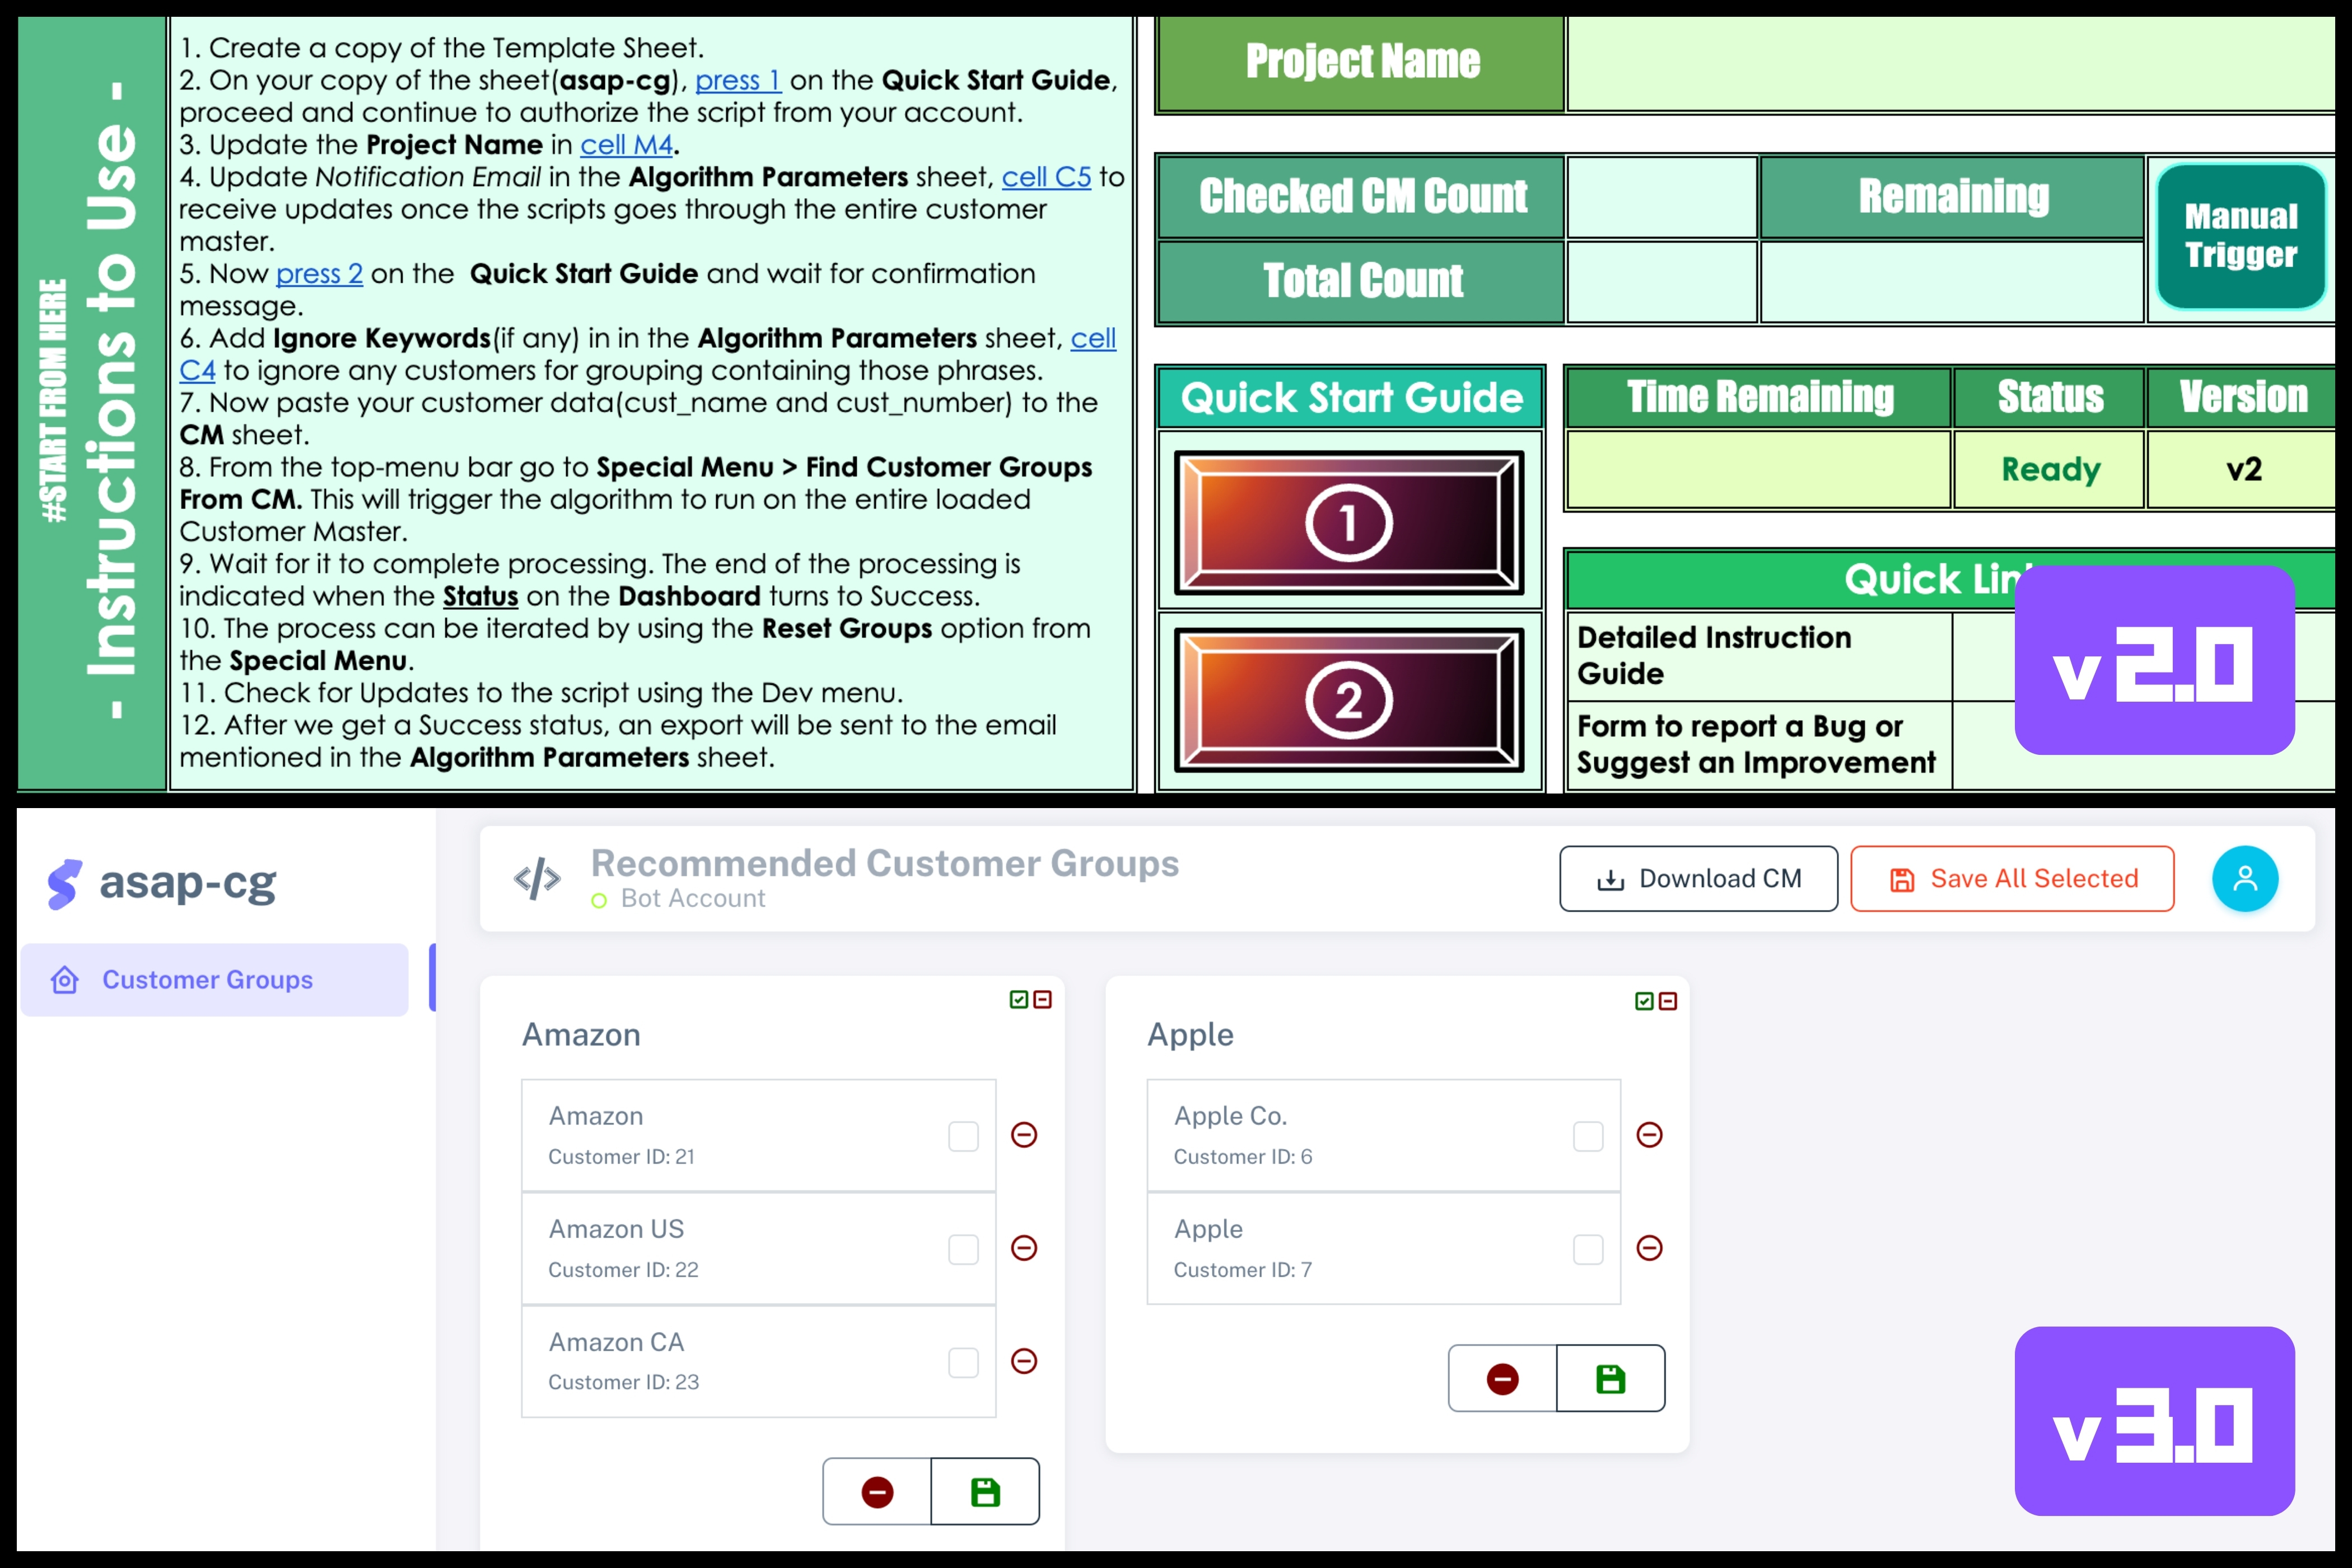 #START FROM HERE
- Instructions to Use -
1. Create a copy of the Template Sheet.
2. On your copy of the sheet(asap-cg), press 1 on the Quick Start Guide,
proceed and continue to authorize the script from your account.
3. Update the Project Name in cell M4.
4. Update Notification Email in the Algorithm Parameters sheet, cell C5 to
receive updates once the scripts goes through the entire customer
master.
5. Now press 2 on the Quick Start Guide and wait for confirmation
message.
6. Add Ignore Keywords(if any) in in the Algorithm Parameters sheet, cell
C4 to ignore any customers for grouping containing those phrases.
7. Now paste your customer data(cust_name and cust_number) to the
CM sheet.
8. From the top-menu bar go to Special Menu > Find Customer Groups
From CM. This will trigger the algorithm to run on the entire loaded
Customer Master.
9. Wait for it to complete processing. The end of the processing is
indicated when the Status on the Dashboard turns to Success.
10. The process can be iterated by using the Reset Groups option from
the Special Menu.
11. Check for Updates to the script using the Dev menu.
12. After we get a Success status, an export will be sent to the email
mentioned in the Algorithm Parameters sheet.
Project Name
Checked CM Count
Remaining
Total Count
Manual
Trigger
Quick Start Guide
1
2
Time Remaining
Status
Version
Ready
v2
Quick
Detailed Instruction
Guide
Form to report a Bug or
Suggest an Improvement
v2.0
asap-cg
Customer Groups
Recommended Customer Groups
Bot Account
Download CM
Save All Selected
Amazon
Amazon
Customer ID: 21
Amazon US
Customer ID: 22
Amazon CA
Customer ID: 23
Apple
Apple Co.
Customer ID: 6
Apple
Customer ID: 7
v3.0